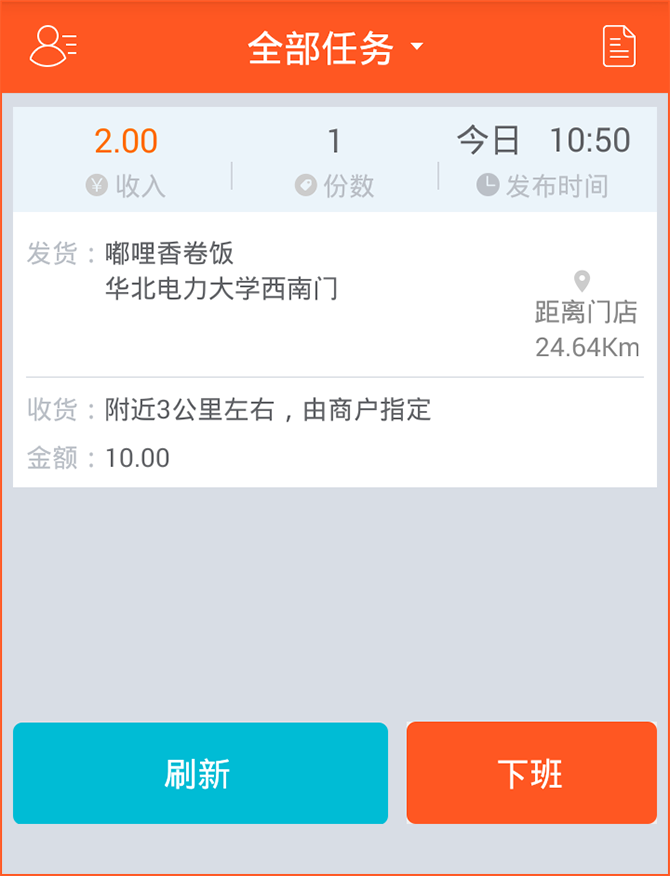 全部任务
2.00 1 今日 10:50
¥ 收入 份数 发布时间
发货：嘟哩香卷饭
华北电力大学西南门
距离门店
24.64Km
收货：附近3公里左右，由商户指定
金额：10.00
刷新 下班